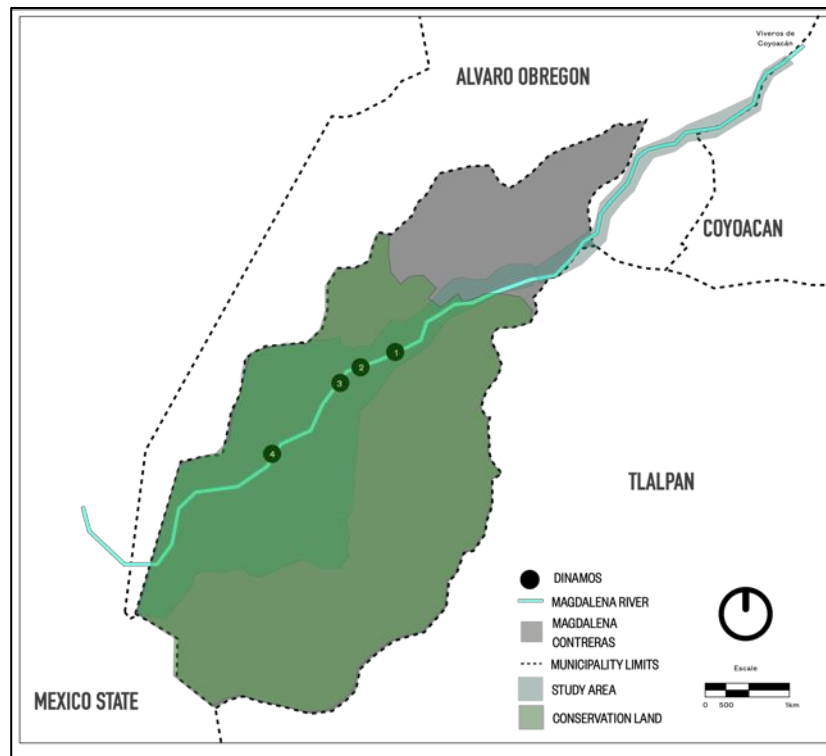 Viveros de
Coyoacán
ALVARO OBREGON
COYOACAN
1
2
3
4
TLALPAN
MEXICO STATE
DINAMOS
MAGDALENA RIVER
MAGDALENA
CONTRERAS
MUNICIPALITY LIMITS
STUDY AREA
CONSERVATION LAND
Escale
0 500 1km